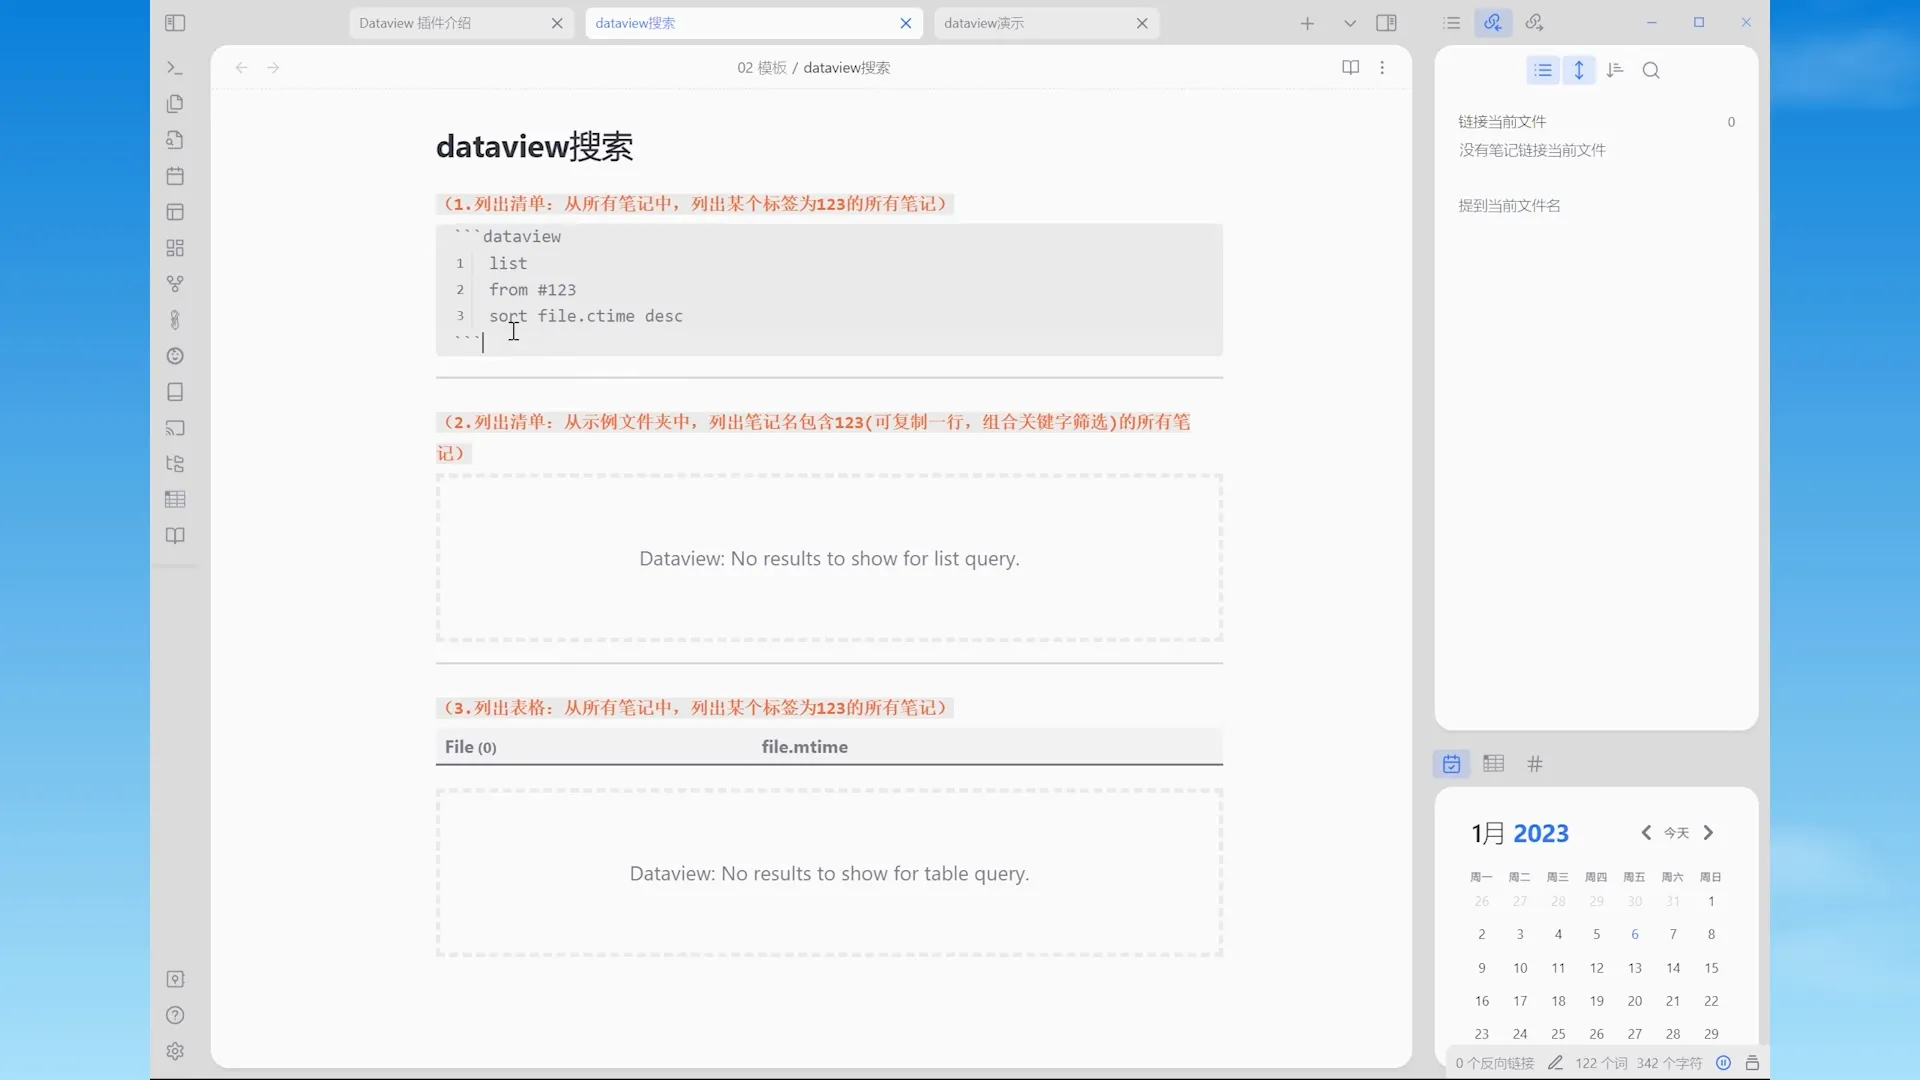 Dataview 插件介绍
dataview搜索
dataview演示
02 模板 / dataview搜索
dataview搜索
（1.列出清单: 从所有笔记中, 列出某个标签为123的所有笔记）
```dataview
1 list
2 from #123
3 sort file.ctime desc
```
（2.列出清单: 从示例文件夹中, 列出笔记名包含123(可复制一行, 组合关键字筛选)的所有笔
记）
Dataview: No results to show for list query.
（3.列出表格: 从所有笔记中, 列出某个标签为123的所有笔记）
File (0) file.mtime
Dataview: No results to show for table query.
链接当前文件 0
没有笔记链接当前文件
提到当前文件名
1月 2023 今天
周一 周二 周三 周四 周五 周六 周日
26 27 28 29 30 31 1
2 3 4 5 6 7 8
9 10 11 12 13 14 15
16 17 18 19 20 21 22
23 24 25 26 27 28 29
0 个反向链接 122 个词 342 个字符